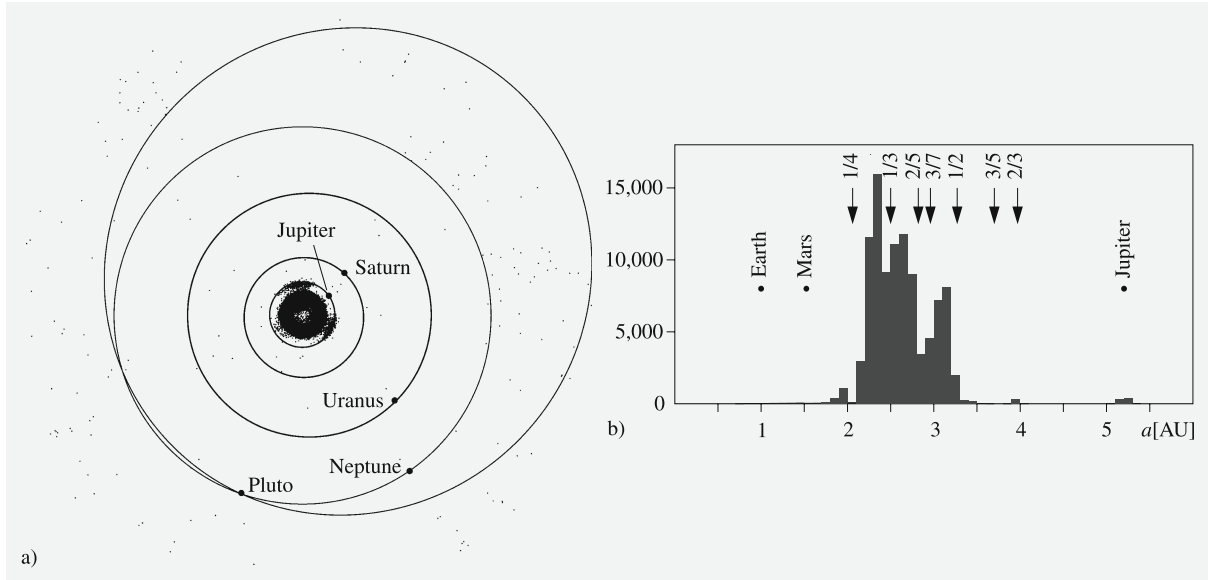 Jupiter
Saturn
Uranus
Neptune
Pluto
a)
1/4
1/3
2/5
3/7
1/2
3/5
2/3
15,000
10,000
5,000
0
Earth
Mars
Jupiter
1
2
3
4
5
a[AU]
b)